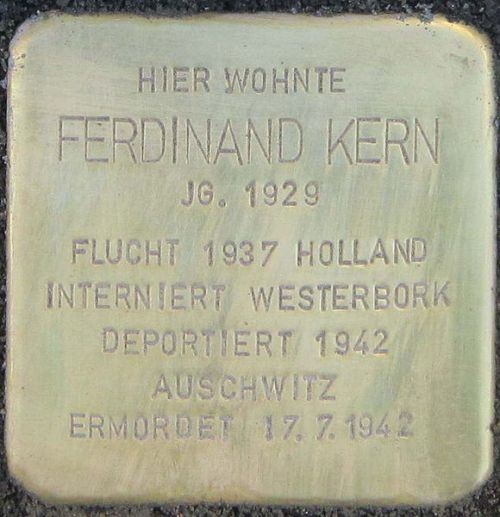 HIER WOHNTE
FERDINAND KERN
JG. 1929
FLUCHT 1937 HOLLAND
INTERNIERT WESTERBORK
DEPORTIERT 1942
AUSCHWITZ
ERMORDET 17.7.1942